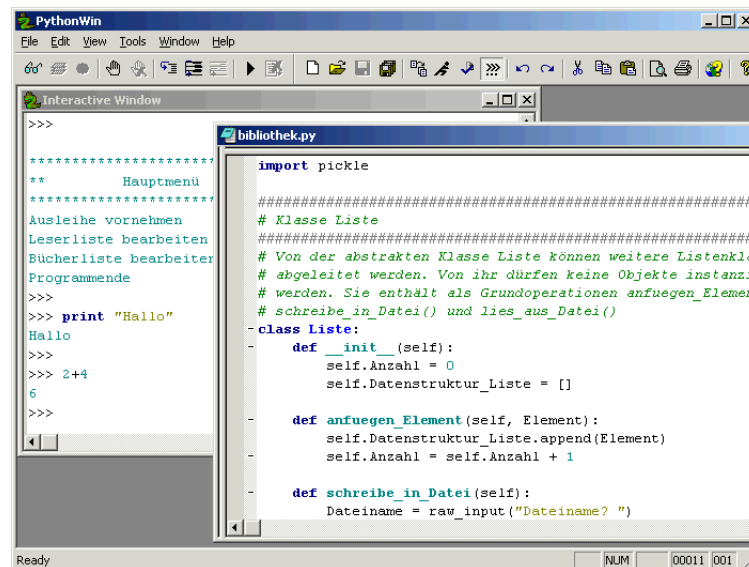 PythonWin
File Edit View Tools Window Help
Interactive Window
>>>
************************
** Hauptmenü
************************
Ausleihe vornehmen
Leserliste bearbeiten
Bücherliste bearbeiten
Programmende
>>>
>>> print "Hallo"
Hallo
>>>
>>> 2+4
6
>>>
bibliothek.py
import pickle
##########################################################
# Klasse Liste
##########################################################
# Von der abstrakten Klasse Liste können weitere Listenkl
# abgeleitet werden. Von ihr dürfen keine Objekte instanzi
# werden. Sie enthält als Grundoperationen anfuegen_Elemen
# schreibe_in_Datei() und lies_aus_Datei()
class Liste:
def __init__(self):
self.Anzahl = 0
self.Datenstruktur_Liste = []
def anfuegen_Element(self, Element):
self.Datenstruktur_Liste.append(Element)
self.Anzahl = self.Anzahl + 1
def schreibe_in_Datei(self):
Dateiname = raw_input("Dateiname? ")
Ready NUM 00011 001